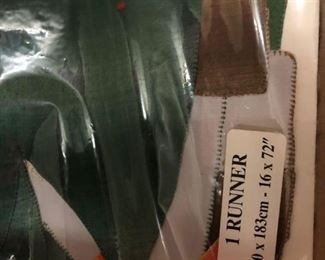 1 RUNNER
0 x 183cm - 16 x 72"